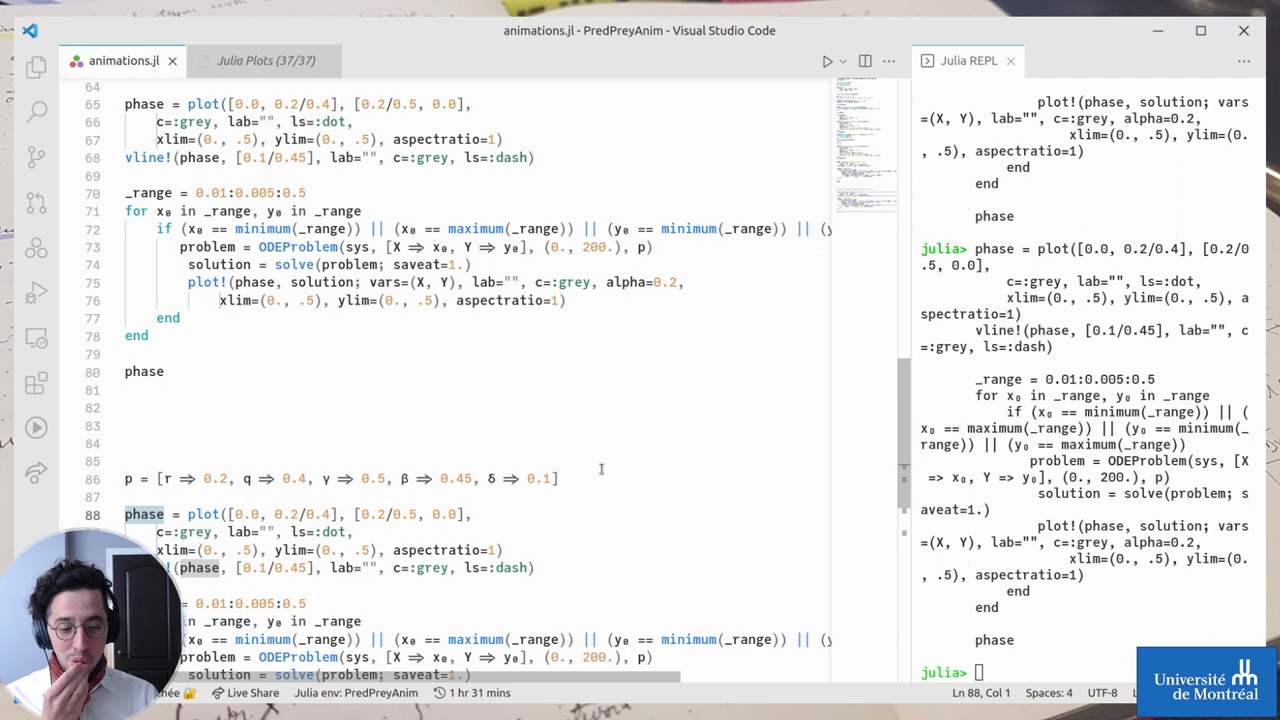 animations.jl - PredPreyAnim - Visual Studio Code
animations.jl
Julia Plots (37/37)
Julia REPL
64
65 phase = plot([0.0, 0.2/0.4], [0.2/0.5, 0.0],
66 c=:grey, lab="", ls=:dot,
67 xlim=(0., .5), ylim=(0., .5), aspectratio=1)
68 vline!(phase, [0.1/0.45], lab="", c=:grey, ls=:dash)
69
70 _range = 0.01:0.005:0.5
71 for x₀ in _range, y₀ in _range
72 if (x₀ == minimum(_range)) || (x₀ == maximum(_range)) || (y₀ == minimum(_range)) || (y
73 problem = ODEProblem(sys, [X => x₀, Y => y₀], (0., 200.), p)
74 solution = solve(problem; saveat=1.)
75 plot!(phase, solution; vars=(X, Y), lab="", c=:grey, alpha=0.2,
76 xlim=(0., .5), ylim=(0., .5), aspectratio=1)
77 end
78 end
79
80 phase
81
82
83
84
85
86 p = [r => 0.2, q => 0.4, γ => 0.5, β => 0.45, δ => 0.1]
87
88 phase = plot([0.0, 0.2/0.4], [0.2/0.5, 0.0],
c=:grey, lab="", ls=:dot,
xlim=(0., .5), ylim=(0., .5), aspectratio=1)
!(phase, [0.1/0.45], lab="", c=:grey, ls=:dash)
= 0.01:0.005:0.5
in _range, y₀ in _range
(x₀ == minimum(_range)) || (x₀ == maximum(_range)) || (y₀ == minimum(_range)) || (y
problem = ODEProblem(sys, [X => x₀, Y => y₀], (0., 200.), p)
solution = solve(problem; saveat=1.)
plot!(phase, solution; vars
=(X, Y), lab="", c=:grey, alpha=0.2,
xlim=(0., .5), ylim=(0.
, .5), aspectratio=1)
end
end
phase
julia> phase = plot([0.0, 0.2/0.4], [0.2/0
.5, 0.0],
c=:grey, lab="", ls=:dot,
xlim=(0., .5), ylim=(0., .5), a
spectratio=1)
vline!(phase, [0.1/0.45], lab="", c
=:grey, ls=:dash)
_range = 0.01:0.005:0.5
for x₀ in _range, y₀ in _range
if (x₀ == minimum(_range)) || (
x₀ == maximum(_range)) || (y₀ == minimum(_
range)) || (y₀ == maximum(_range))
problem = ODEProblem(sys, [X
=> x₀, Y => y₀], (0., 200.), p)
solution = solve(problem; s
aveat=1.)
plot!(phase, solution; vars
=(X, Y), lab="", c=:grey, alpha=0.2,
xlim=(0., .5), ylim=(0.
, .5), aspectratio=1)
end
end
phase
julia>
Live Share
Julia env: PredPreyAnim
1 hr 31 mins
Ln 88, Col 1
Spaces: 4
UTF-8
Université
de Montréal